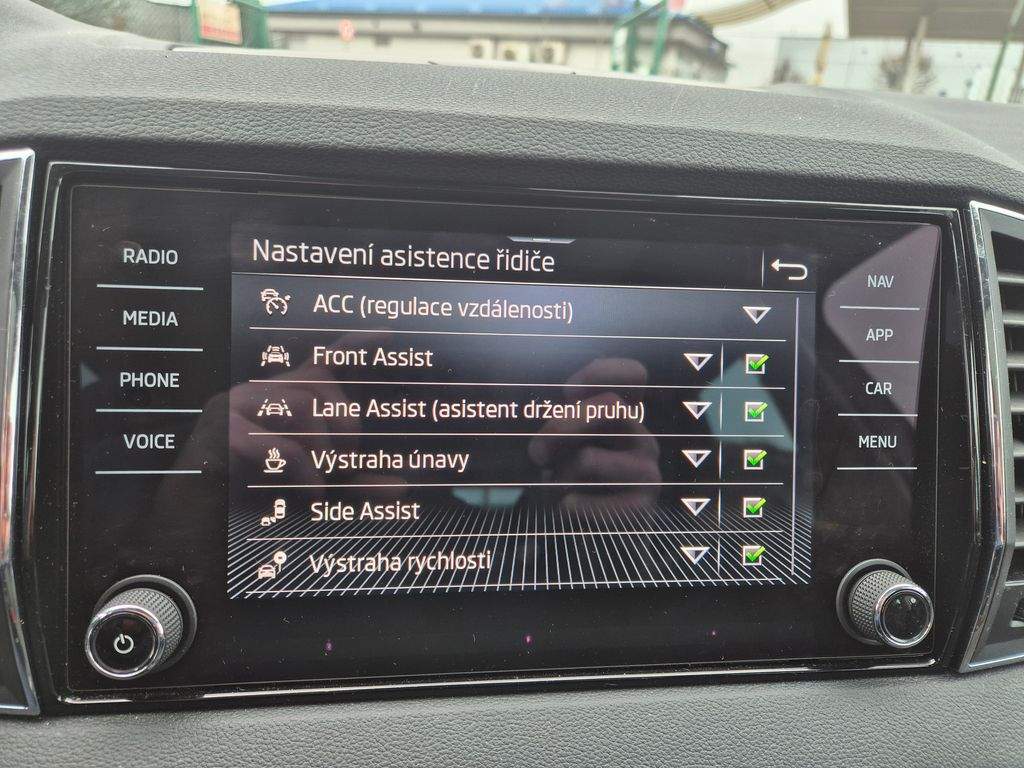 Nastavení asistence řidiče
RADIO
MEDIA
PHONE
VOICE
ACC (regulace vzdálenosti)
Front Assist
Lane Assist (asistent držení pruhu)
Výstraha únavy
Side Assist
Výstraha rychlosti
NAV
APP
CAR
MENU